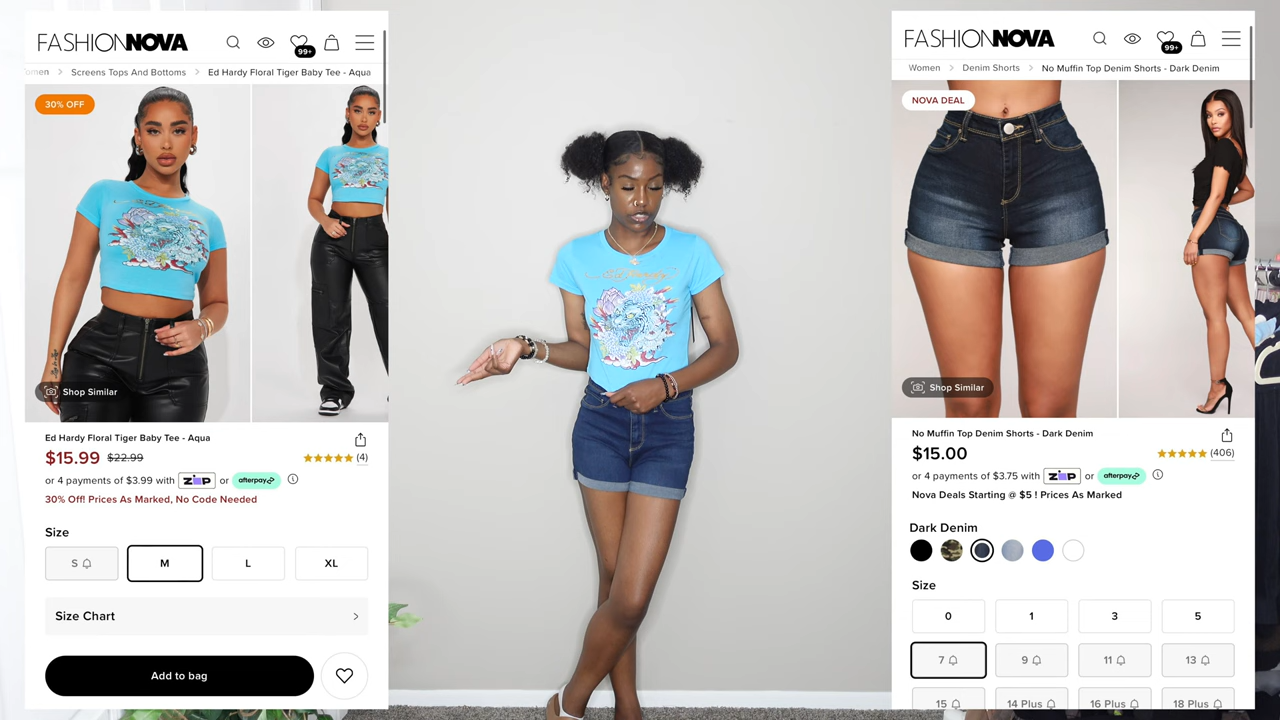 FASHIONNOVA
99+
omen > Screens Tops And Bottoms > Ed Hardy Floral Tiger Baby Tee - Aqua
30% OFF
Shop Similar
Ed Hardy Floral Tiger Baby Tee - Aqua
$15.99 $22.99
(4)
or 4 payments of $3.99 with ZIP or afterpay
30% Off! Prices As Marked, No Code Needed
Size
S
M
L
XL
Size Chart
Add to bag
FASHIONNOVA
99+
Women > Denim Shorts > No Muffin Top Denim Shorts - Dark Denim
NOVA DEAL
Shop Similar
No Muffin Top Denim Shorts - Dark Denim
$15.00
(406)
or 4 payments of $3.75 with ZIP or afterpay
Nova Deals Starting @ $5 ! Prices As Marked
Dark Denim
Size
0
1
3
5
7
9
11
13
15
14 Plus
16 Plus
18 Plus